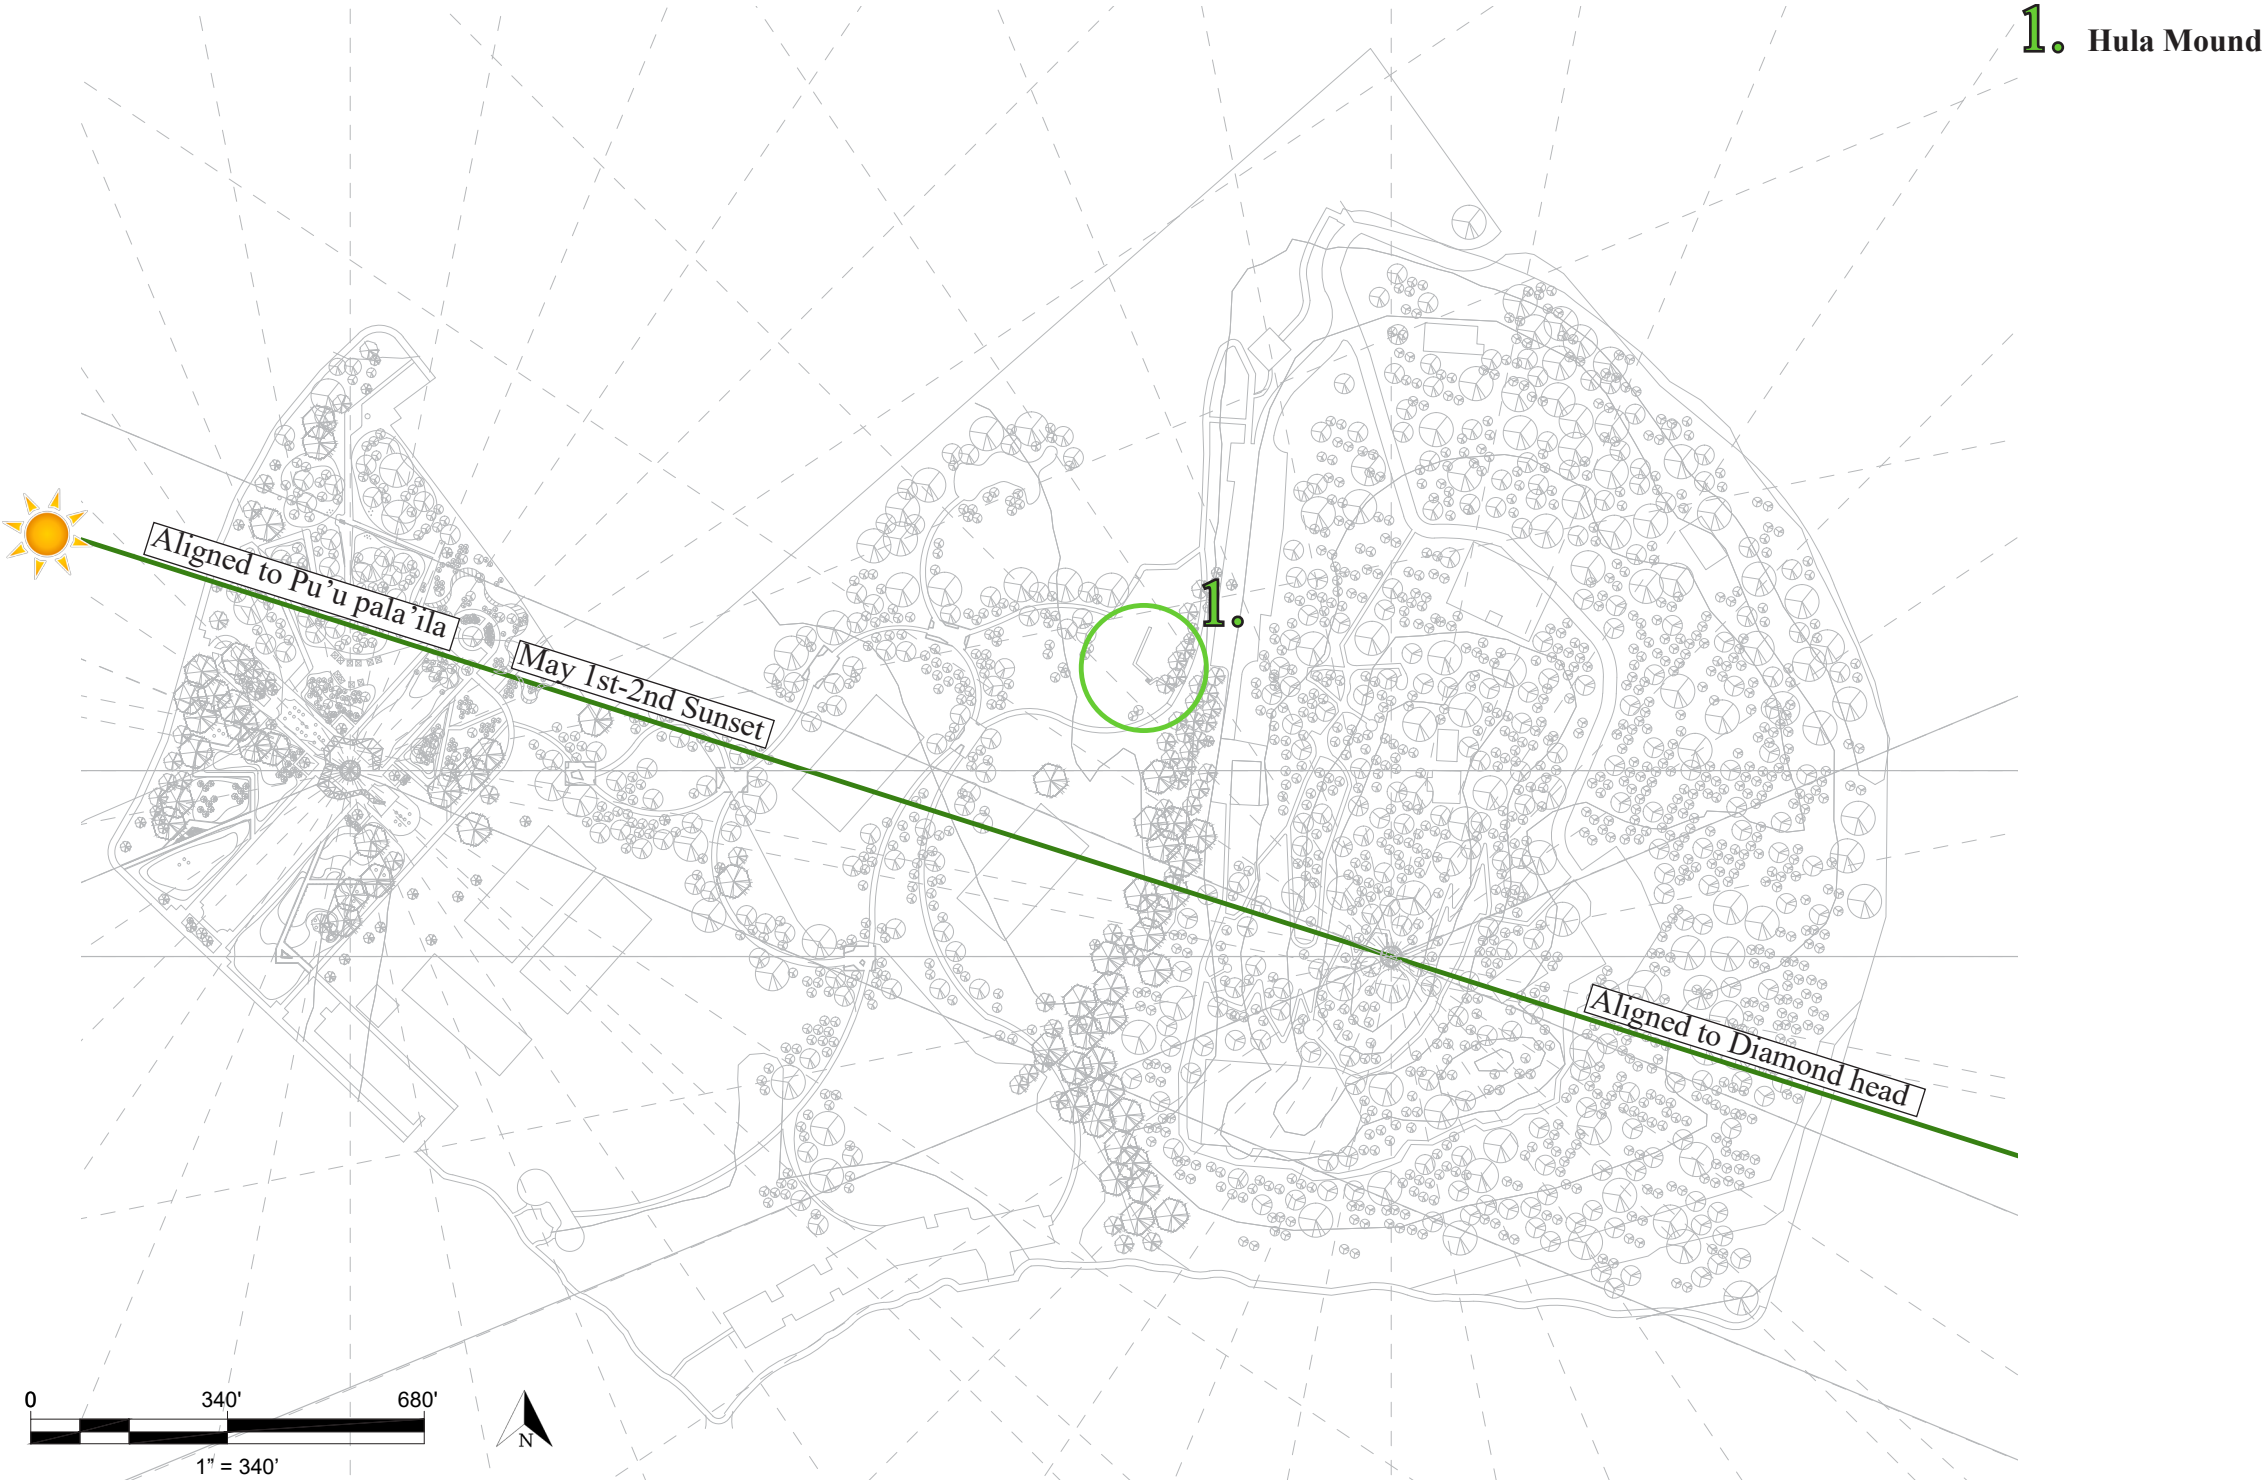 1. Hula Mound
Aligned to Pu’u pala’ila
May 1st-2nd Sunset
1.
Aligned to Diamond head
0 340' 680'
1” = 340’
N